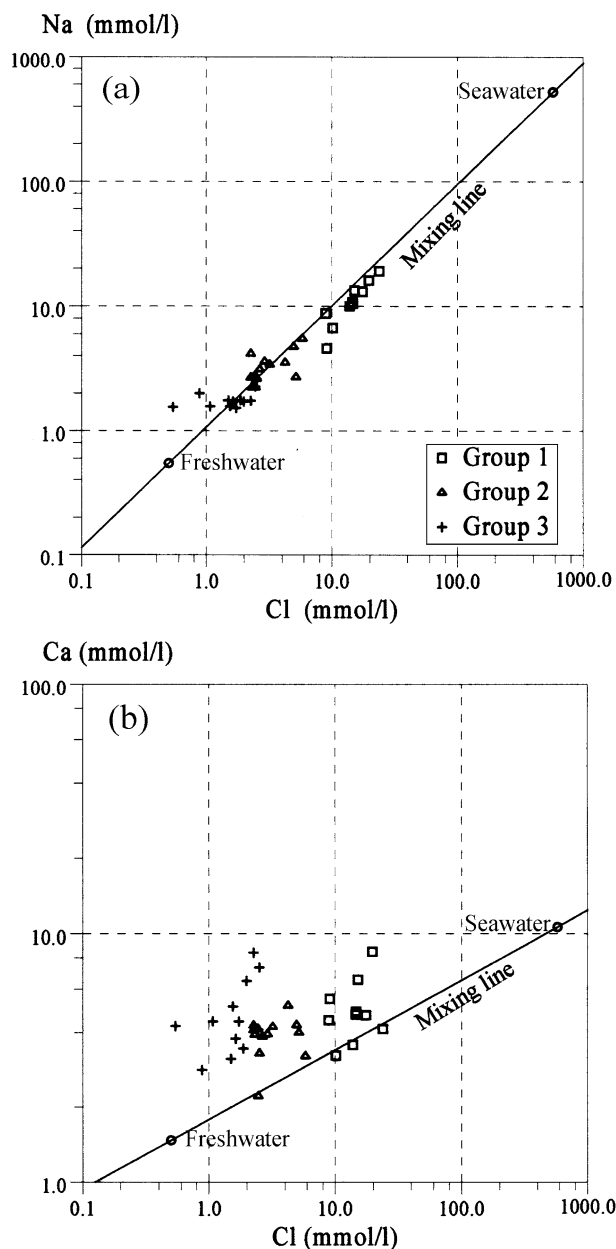 Na (mmol/l)
1000.0
(a)
Seawater
100.0
Mixing line
10.0
1.0
Freshwater
Group 1
Group 2
Group 3
0.1
0.1 1.0 10.0 100.0 1000.0
Cl (mmol/l)
Ca (mmol/l)
100.0
(b)
10.0
Seawater
Mixing line
Freshwater
1.0
0.1 1.0 10.0 100.0 1000.0
Cl (mmol/l)